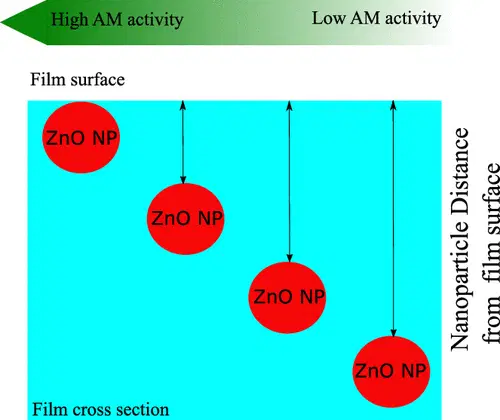 High AM activity
Low AM activity
Film surface
ZnO NP
ZnO NP
ZnO NP
ZnO NP
Film cross section
Nanoparticle Distance
from film surface